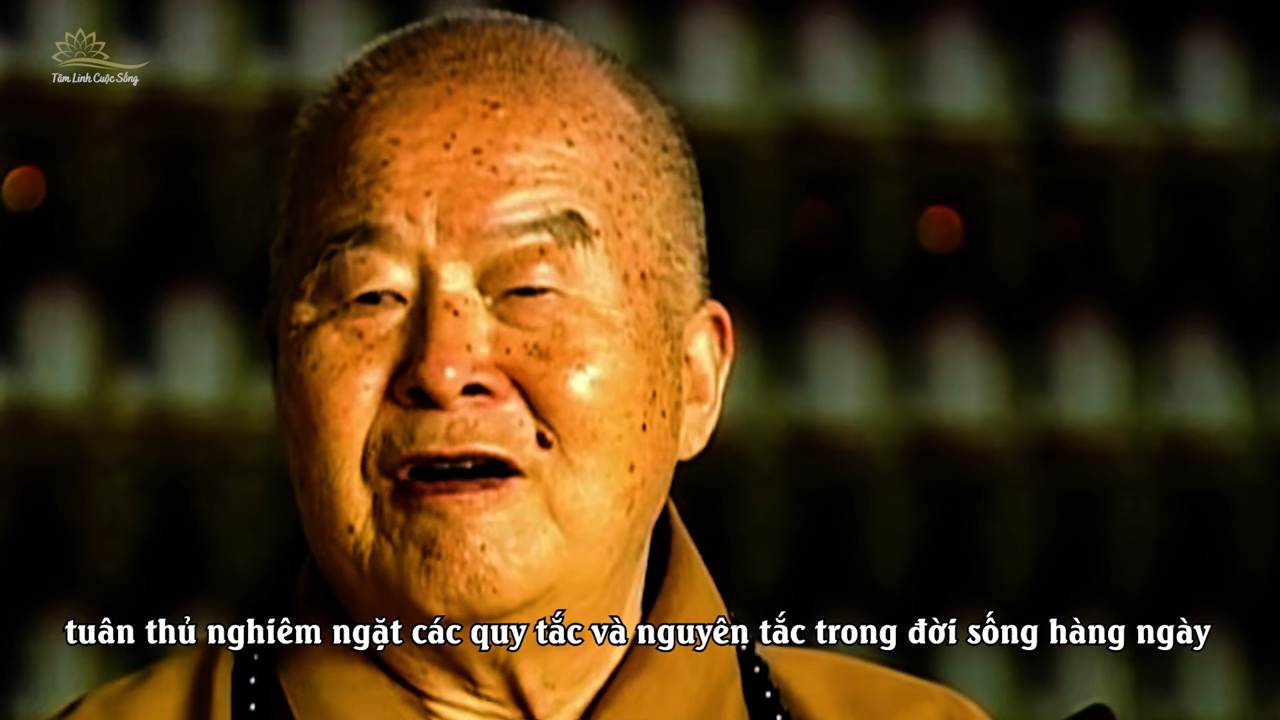 Tâm Linh Cuộc Sống
tuân thủ nghiêm ngặt các quy tắc và nguyên tắc trong đời sống hàng ngày